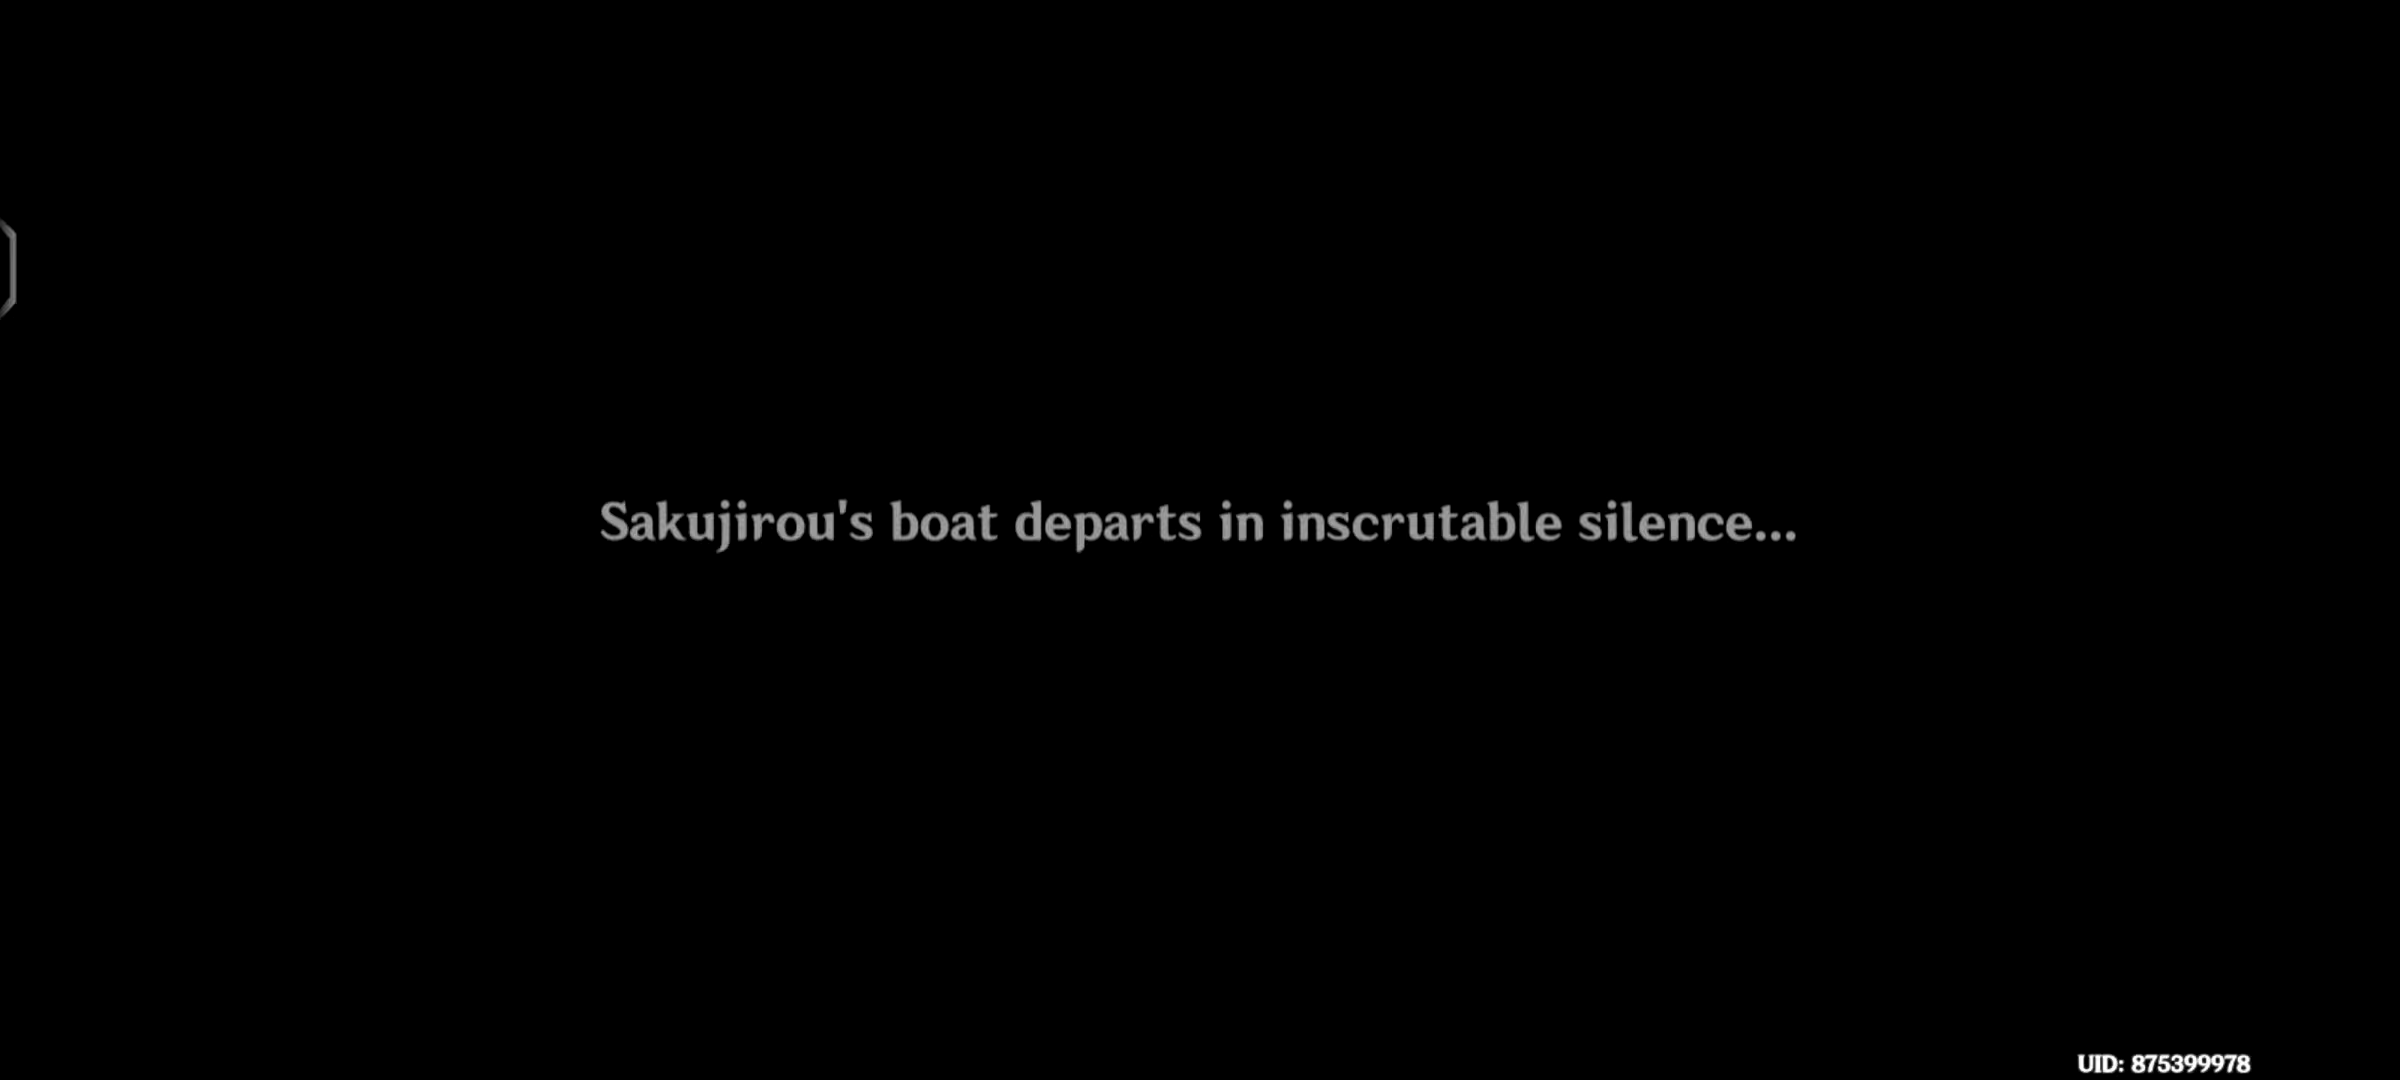 Sakujirou's boat departs in inscrutable silence...
UID: 875399978